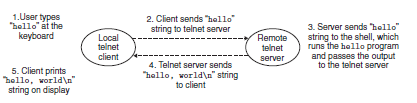 1.User types
"hello" at the
keyboard
2. Client sends "hello"
string to telnet server
Local
telnet
client
Remote
telnet
server
3. Server sends "hello"
string to the shell, which
runs the hello program
and passes the output
to the telnet server
4. Telnet server sends
"hello, world\n" string
to client
5. Client prints
"hello, world\n"
string on display